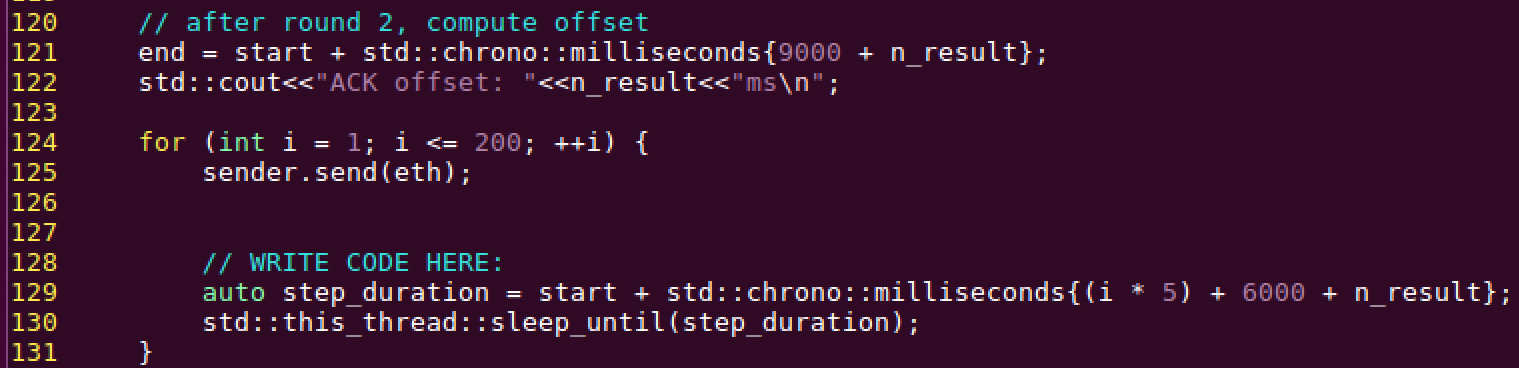 120     // after round 2, compute offset
121     end = start + std::chrono::milliseconds{9000 + n_result};
122     std::cout<<"ACK offset: "<<n_result<<"ms\n";
123
124     for (int i = 1; i <= 200; ++i) {
125         sender.send(eth);
126
127
128         // WRITE CODE HERE:
129         auto step_duration = start + std::chrono::milliseconds{(i * 5) + 6000 + n_result};
130         std::this_thread::sleep_until(step_duration);
131     }